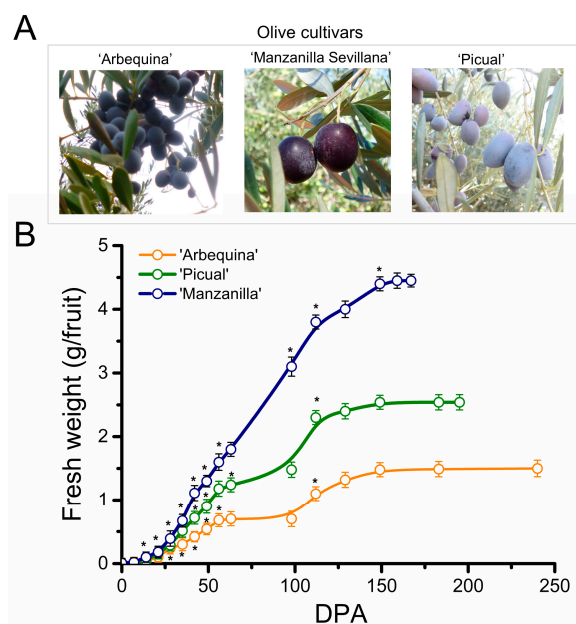 A
Olive cultivars
‘Arbequina’
‘Manzanilla Sevillana’
‘Picual’
B
'Arbequina'
'Picual'
'Manzanilla'
Fresh weight (g/fruit)
5
4
3
2
1
0
0
50
100
150
200
250
DPA